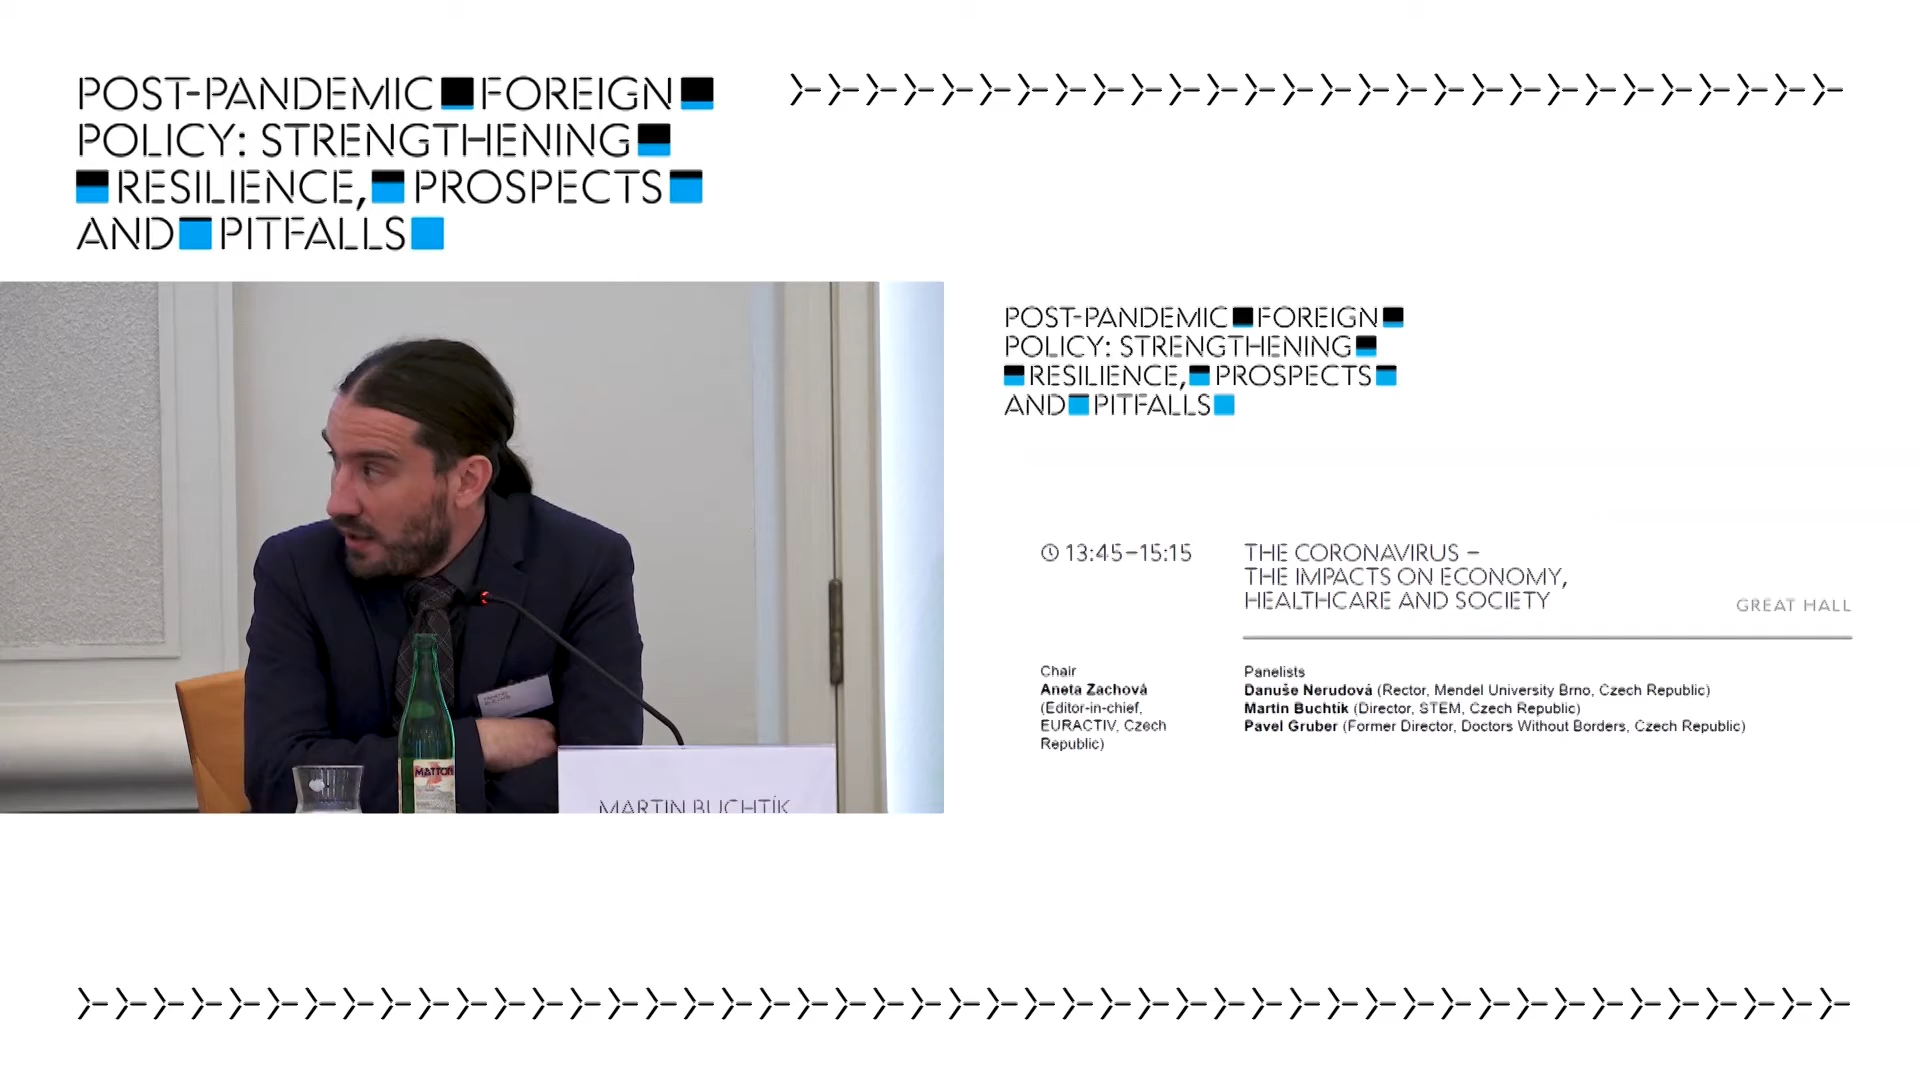 POST-PANDEMIC FOREIGN
POLICY: STRENGTHENING
RESILIENCE, PROSPECTS
AND PITFALLS
POST-PANDEMIC FOREIGN
POLICY: STRENGTHENING
RESILIENCE, PROSPECTS
AND PITFALLS
13:45–15:15
THE CORONAVIRUS –
THE IMPACTS ON ECONOMY,
HEALTHCARE AND SOCIETY
GREAT HALL
Chair
Aneta Zachová
(Editor-in-chief,
EURACTIV, Czech
Republic)
Panelists
Danuše Nerudová (Rector, Mendel University Brno, Czech Republic)
Martin Buchtík (Director, STEM, Czech Republic)
Pavel Gruber (Former Director, Doctors Without Borders, Czech Republic)
MATTONI
MARTIN BUCHTÍK